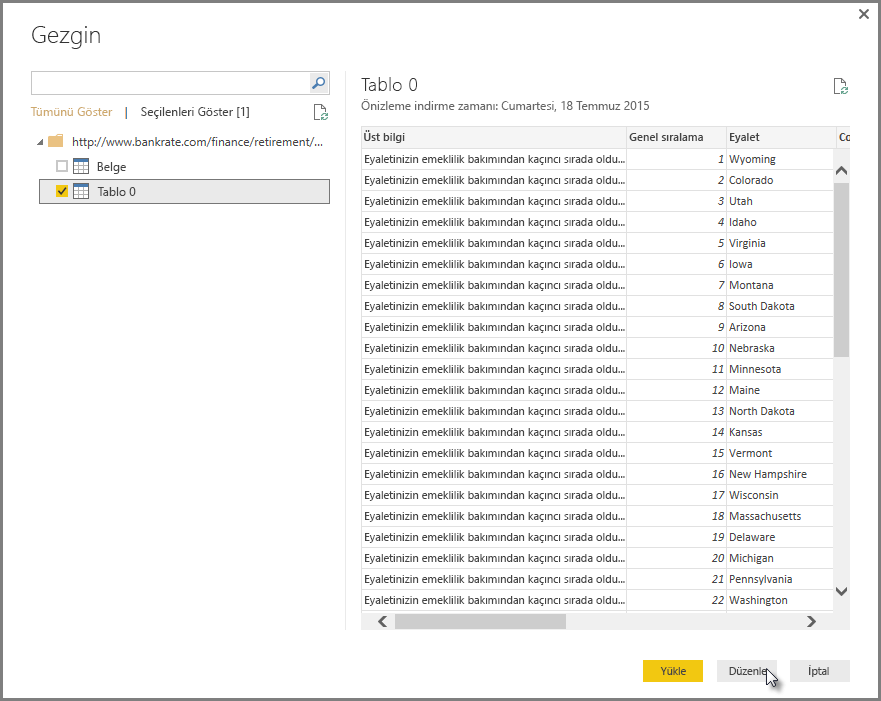 Gezgin
Tümünü Göster | Seçilenleri Göster [1]
http://www.bankrate.com/finance/retirement/...
Belge
Tablo 0
Tablo 0
Önizleme indirme zamanı: Cumartesi, 18 Temmuz 2015
Üst bilgi Genel sıralama Eyalet Co
Eyaletinizin emeklilik bakımından kaçıncı sırada oldu... 1 Wyoming
Eyaletinizin emeklilik bakımından kaçıncı sırada oldu... 2 Colorado
Eyaletinizin emeklilik bakımından kaçıncı sırada oldu... 3 Utah
Eyaletinizin emeklilik bakımından kaçıncı sırada oldu... 4 Idaho
Eyaletinizin emeklilik bakımından kaçıncı sırada oldu... 5 Virginia
Eyaletinizin emeklilik bakımından kaçıncı sırada oldu... 6 Iowa
Eyaletinizin emeklilik bakımından kaçıncı sırada oldu... 7 Montana
Eyaletinizin emeklilik bakımından kaçıncı sırada oldu... 8 South Dakota
Eyaletinizin emeklilik bakımından kaçıncı sırada oldu... 9 Arizona
Eyaletinizin emeklilik bakımından kaçıncı sırada oldu... 10 Nebraska
Eyaletinizin emeklilik bakımından kaçıncı sırada oldu... 11 Minnesota
Eyaletinizin emeklilik bakımından kaçıncı sırada oldu... 12 Maine
Eyaletinizin emeklilik bakımından kaçıncı sırada oldu... 13 North Dakota
Eyaletinizin emeklilik bakımından kaçıncı sırada oldu... 14 Kansas
Eyaletinizin emeklilik bakımından kaçıncı sırada oldu... 15 Vermont
Eyaletinizin emeklilik bakımından kaçıncı sırada oldu... 16 New Hampshire
Eyaletinizin emeklilik bakımından kaçıncı sırada oldu... 17 Wisconsin
Eyaletinizin emeklilik bakımından kaçıncı sırada oldu... 18 Massachusetts
Eyaletinizin emeklilik bakımından kaçıncı sırada oldu... 19 Delaware
Eyaletinizin emeklilik bakımından kaçıncı sırada oldu... 20 Michigan
Eyaletinizin emeklilik bakımından kaçıncı sırada oldu... 21 Pennsylvania
Eyaletinizin emeklilik bakımından kaçıncı sırada oldu... 22 Washington
Yükle Düzenle İptal